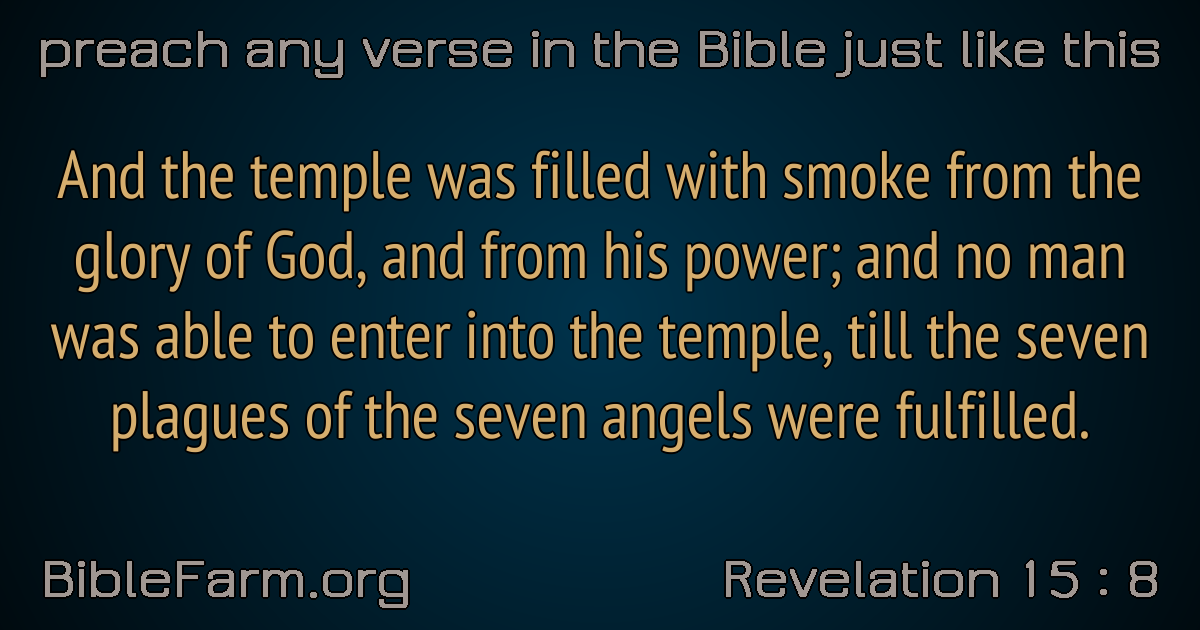 preach any verse in the Bible just like this
And the temple was filled with smoke from the
glory of God, and from his power; and no man
was able to enter into the temple, till the seven
plagues of the seven angels were fulfilled.
BibleFarm.org
Revelation 15 : 8